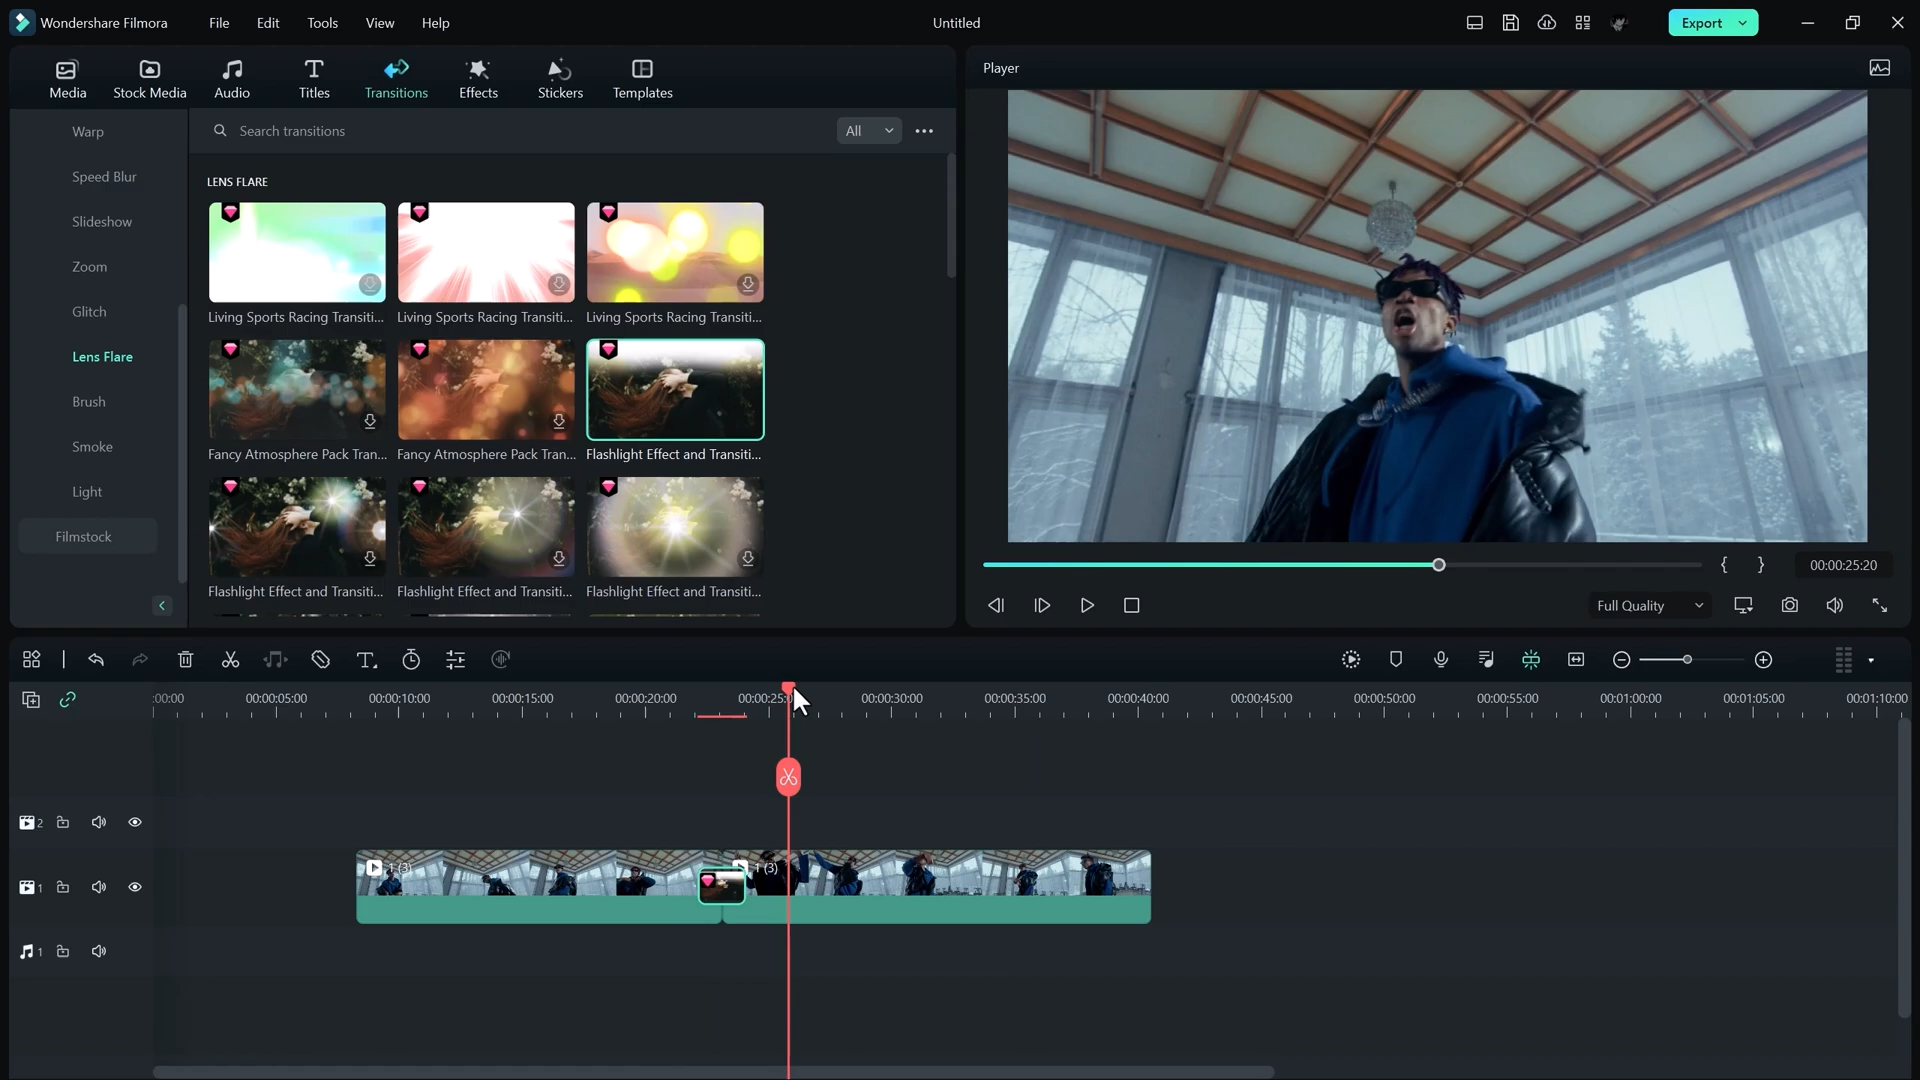 Wondershare Filmora File Edit Tools View Help Untitled Export
Media Stock Media Audio Titles Transitions Effects Stickers Templates
Player
Warp
Speed Blur
Slideshow
Zoom
Glitch
Lens Flare
Brush
Smoke
Light
Filmstock
Search transitions All
LENS FLARE
Living Sports Racing Transiti... Living Sports Racing Transiti... Living Sports Racing Transiti...
Fancy Atmosphere Pack Tran... Fancy Atmosphere Pack Tran... Flashlight Effect and Transiti...
Flashlight Effect and Transiti... Flashlight Effect and Transiti... Flashlight Effect and Transiti...
{ } 00:00:25:20
Full Quality
:00:00 00:00:05:00 00:00:10:00 00:00:15:00 00:00:20:00 00:00:25:0 00:00:30:00 00:00:35:00 00:00:40:00 00:00:45:00 00:00:50:00 00:00:55:00 00:01:00:00 00:01:05:00 00:01:10:00
2
1 (3) 1 (3)
1
1